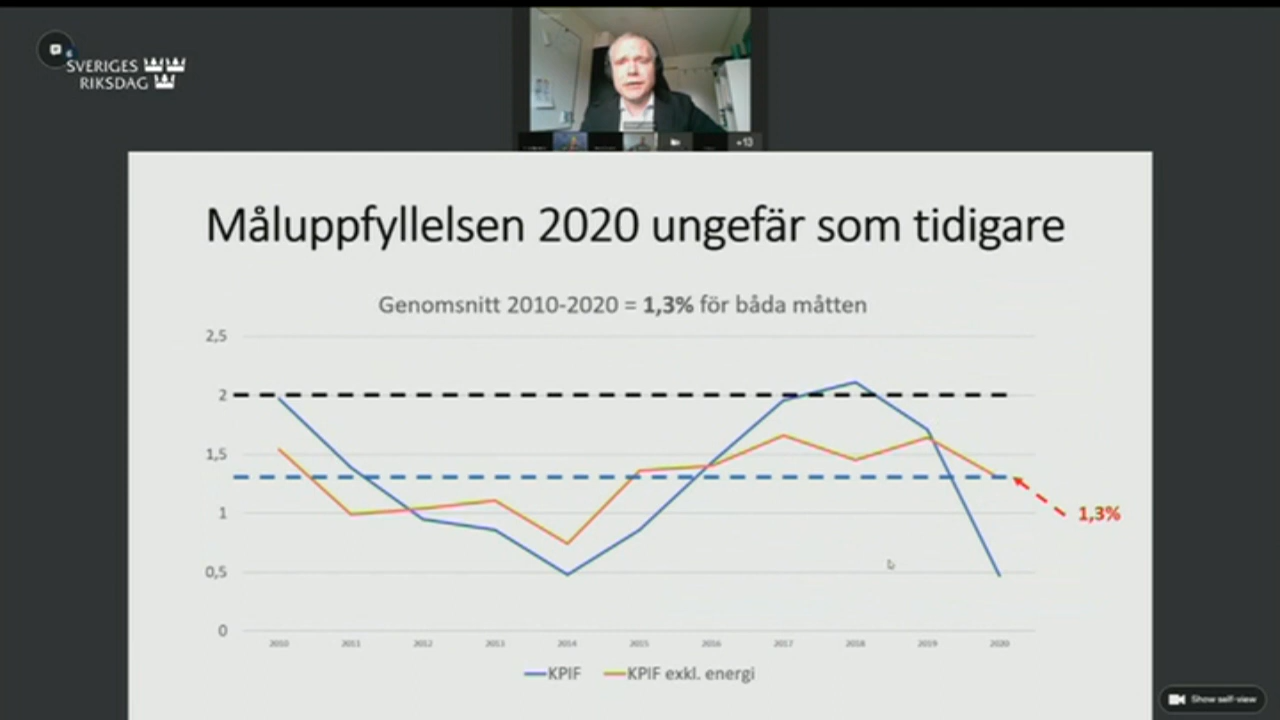 SVERIGES
RIKSDAG
+13
Måluppfyllelsen 2020 ungefär som tidigare
Genomsnitt 2010-2020 = 1,3% för båda måtten
2,5
2
1,5
1
0,5
0
1,3%
2010 2011 2012 2013 2014 2015 2016 2017 2018 2019 2020
KPIF KPIF exkl. energi
Show self-view